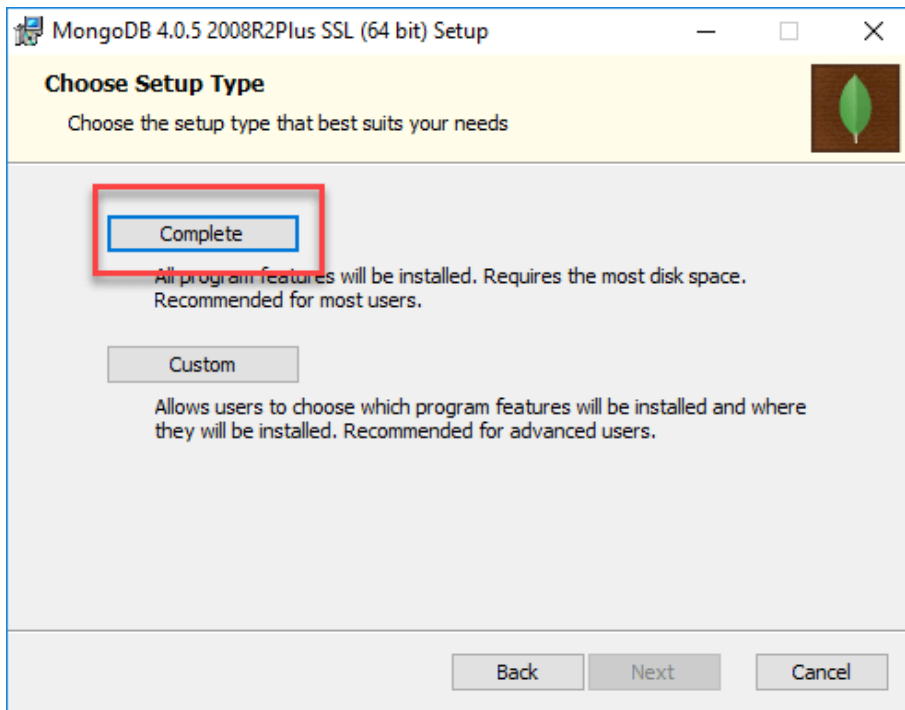 MongoDB 4.0.5 2008R2Plus SSL (64 bit) Setup
Choose Setup Type
Choose the setup type that best suits your needs
Complete
All program features will be installed. Requires the most disk space.
Recommended for most users.
Custom
Allows users to choose which program features will be installed and where
they will be installed. Recommended for advanced users.
Back
Next
Cancel